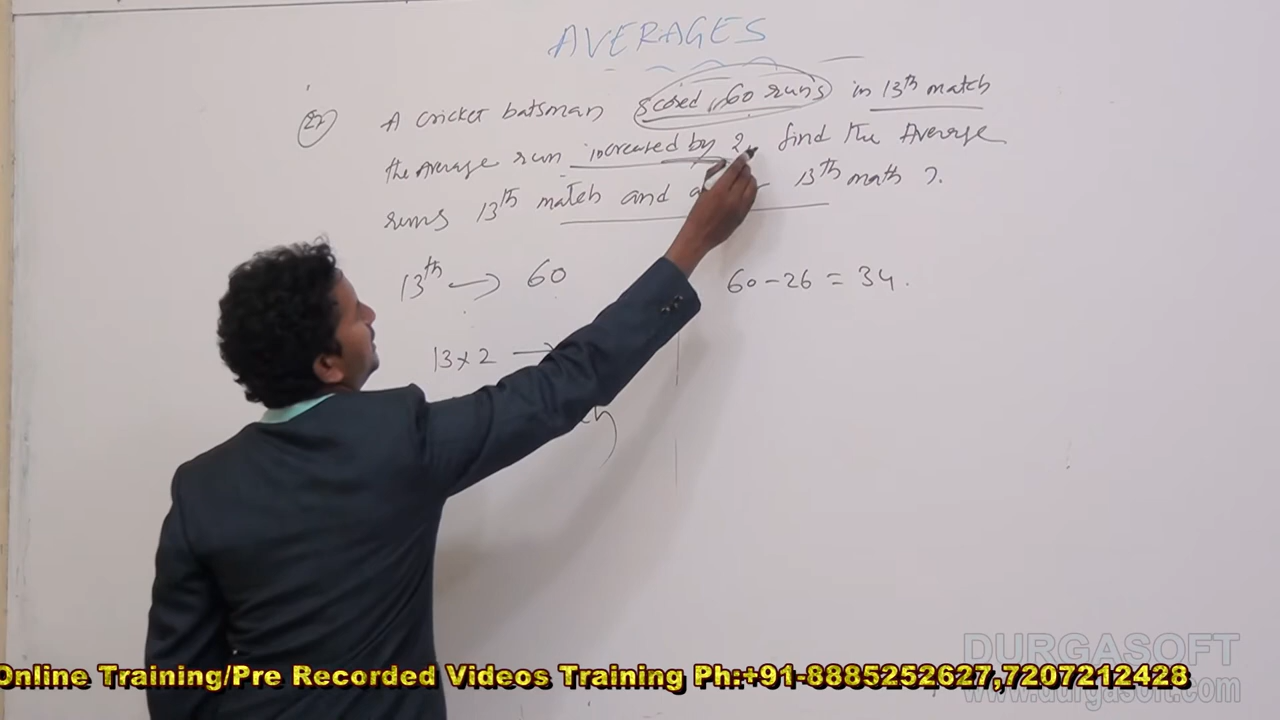 AVERAGES
Ex) A cricket batsman scored 60 runs in 13th match
the Average run increased by 2, find the Average
runs 13th match and 13th math ?
13th → 60
60-26 = 34.
13x2 →
DURGASOFT
www.durgasoft.com
Online Training/Pre Recorded Videos Training Ph:+91-8885252627,7207212428